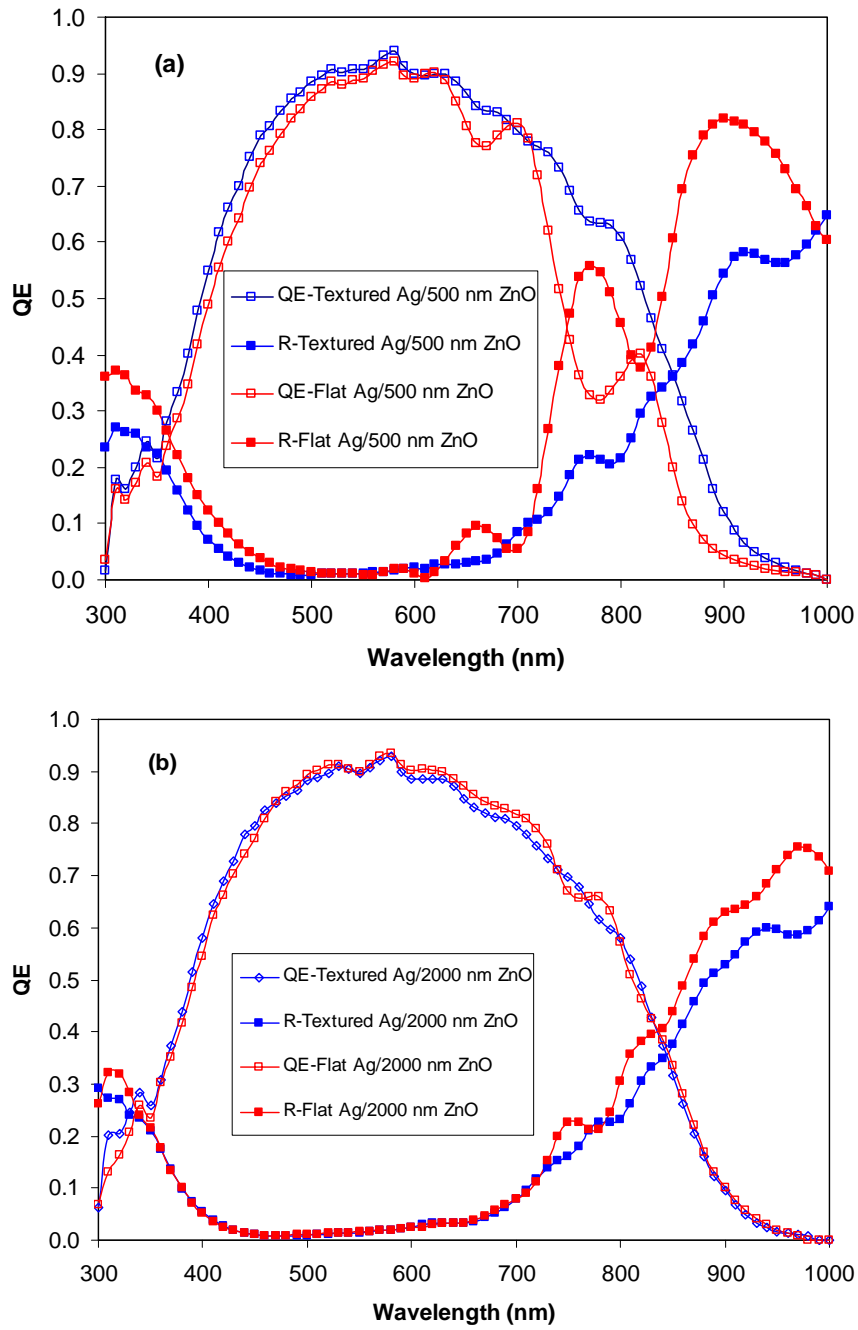 (a)
1.0
0.9
0.8
0.7
0.6
0.5
0.4
0.3
0.2
0.1
0.0
QE
QE-Textured Ag/500 nm ZnO
R-Textured Ag/500 nm ZnO
QE-Flat Ag/500 nm ZnO
R-Flat Ag/500 nm ZnO
300 400 500 600 700 800 900 1000
Wavelength (nm)
(b)
1.0
0.9
0.8
0.7
0.6
0.5
0.4
0.3
0.2
0.1
0.0
QE
QE-Textured Ag/2000 nm ZnO
R-Textured Ag/2000 nm ZnO
QE-Flat Ag/2000 nm ZnO
R-Flat Ag/2000 nm ZnO
300 400 500 600 700 800 900 1000
Wavelength (nm)